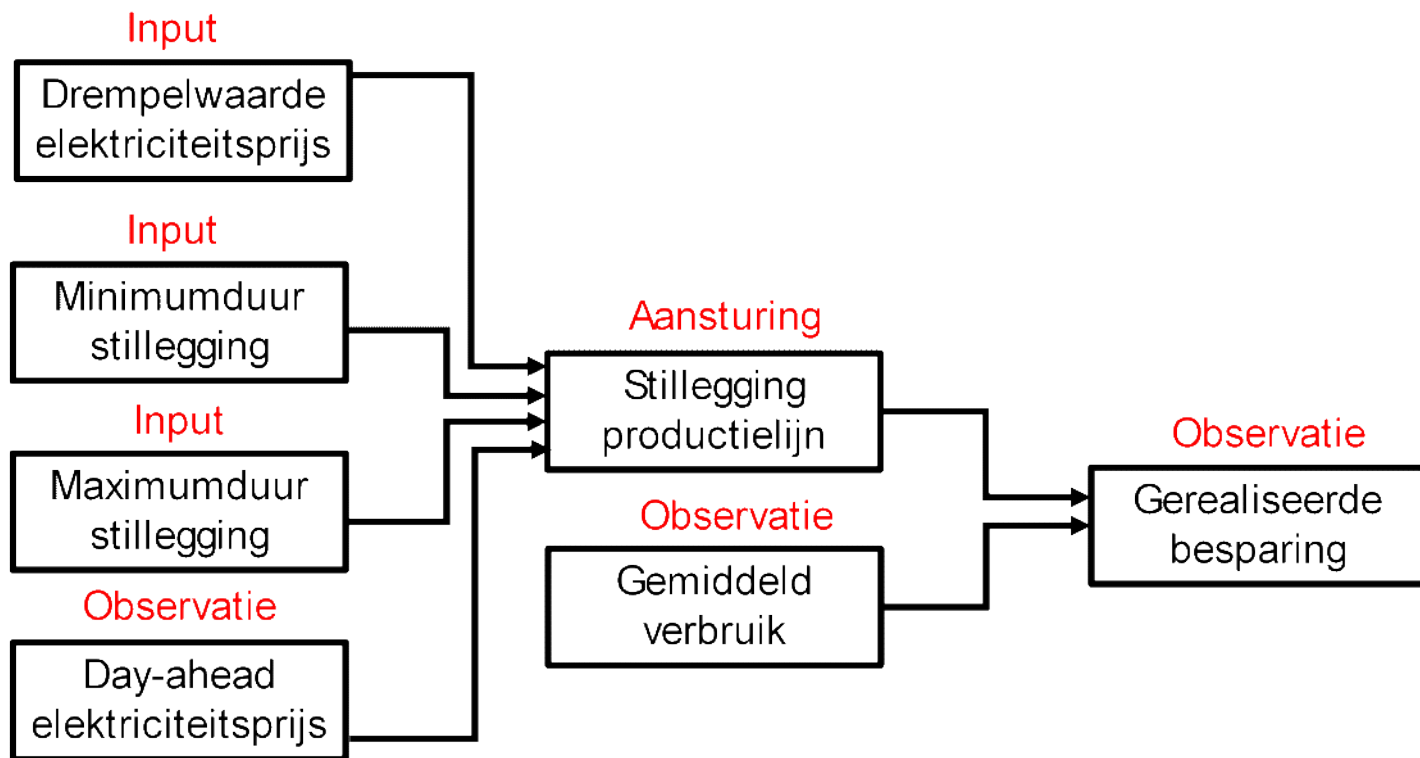 Input
Drempelwaarde
elektriciteitsprijs
Input
Minimumduur
stillegging
Input
Maximumduur
stillegging
Observatie
Day-ahead
elektriciteitsprijs
Aansturing
Stillegging
productielijn
Observatie
Gemiddeld
verbruik
Observatie
Gerealiseerde
besparing